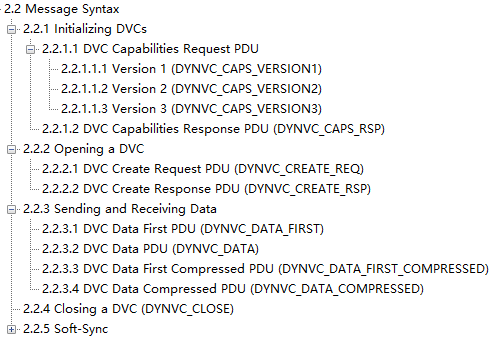 2.2 Message Syntax
2.2.1 Initializing DVCs
2.2.1.1 DVC Capabilities Request PDU
2.2.1.1.1 Version 1 (DYNVC_CAPS_VERSION1)
2.2.1.1.2 Version 2 (DYNVC_CAPS_VERSION2)
2.2.1.1.3 Version 3 (DYNVC_CAPS_VERSION3)
2.2.1.2 DVC Capabilities Response PDU (DYNVC_CAPS_RSP)
2.2.2 Opening a DVC
2.2.2.1 DVC Create Request PDU (DYNVC_CREATE_REQ)
2.2.2.2 DVC Create Response PDU (DYNVC_CREATE_RSP)
2.2.3 Sending and Receiving Data
2.2.3.1 DVC Data First PDU (DYNVC_DATA_FIRST)
2.2.3.2 DVC Data PDU (DYNVC_DATA)
2.2.3.3 DVC Data First Compressed PDU (DYNVC_DATA_FIRST_COMPRESSED)
2.2.3.4 DVC Data Compressed PDU (DYNVC_DATA_COMPRESSED)
2.2.4 Closing a DVC (DYNVC_CLOSE)
2.2.5 Soft-Sync